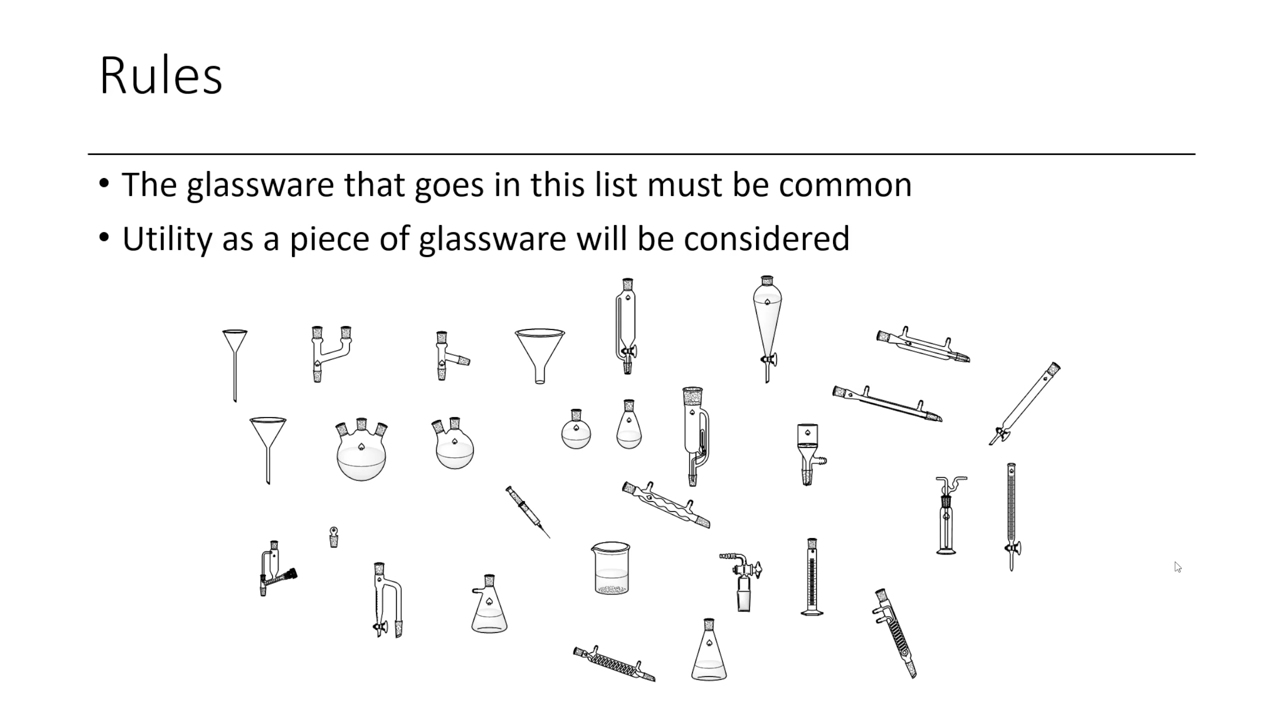 Rules
• The glassware that goes in this list must be common
• Utility as a piece of glassware will be considered